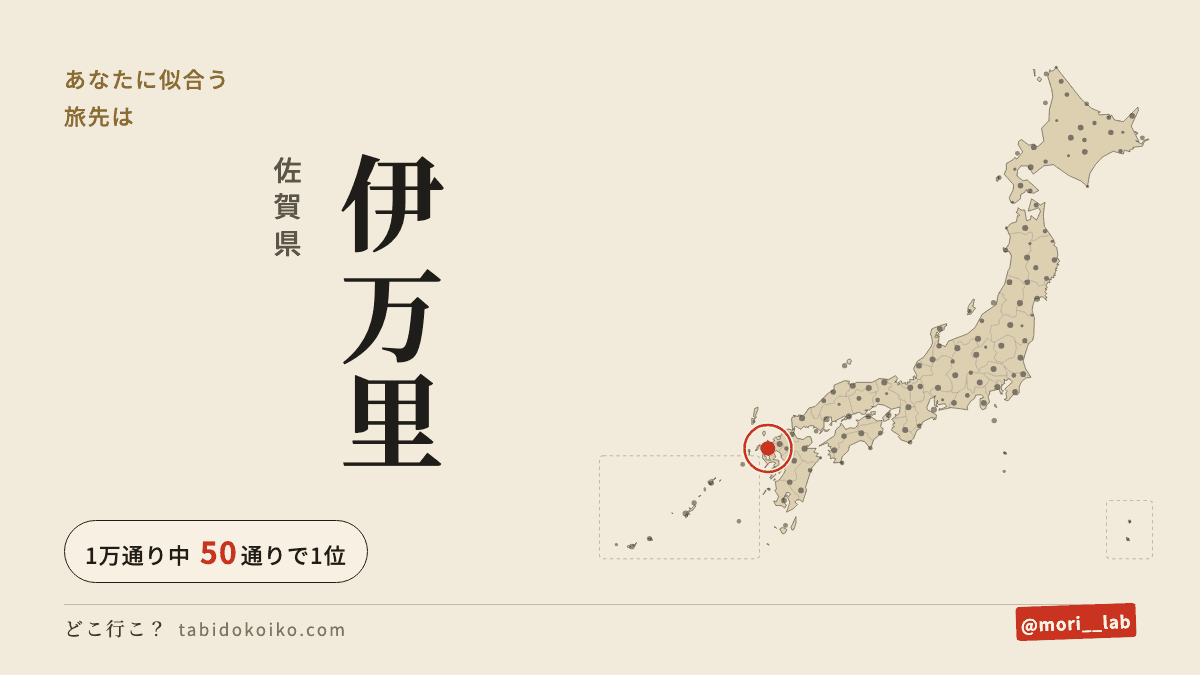 あなたに似合う
旅先は
佐賀県
伊万里
1万通り中 50通りで1位
どこ行こ？ tabidokoiko.com
@mori__lab